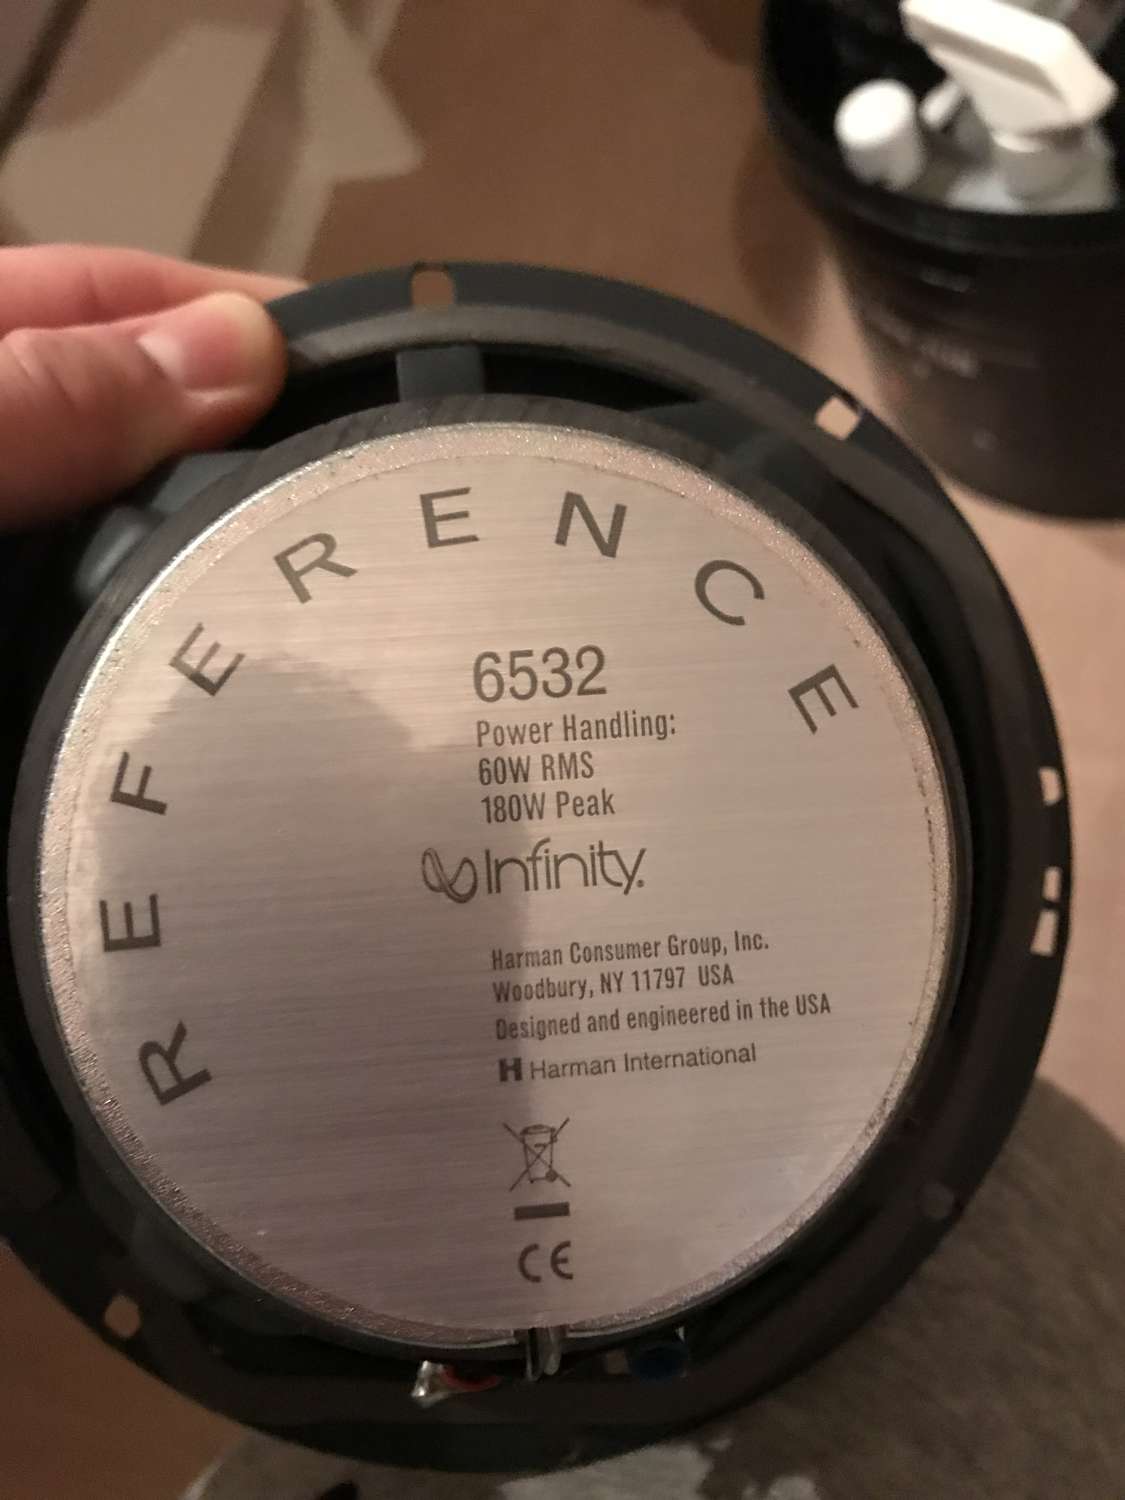 REFERENCE
6532
Power Handling:
60W RMS
180W Peak
Infinity.
Harman Consumer Group, Inc.
Woodbury, NY 11797 USA
Designed and engineered in the USA
H Harman International
CE